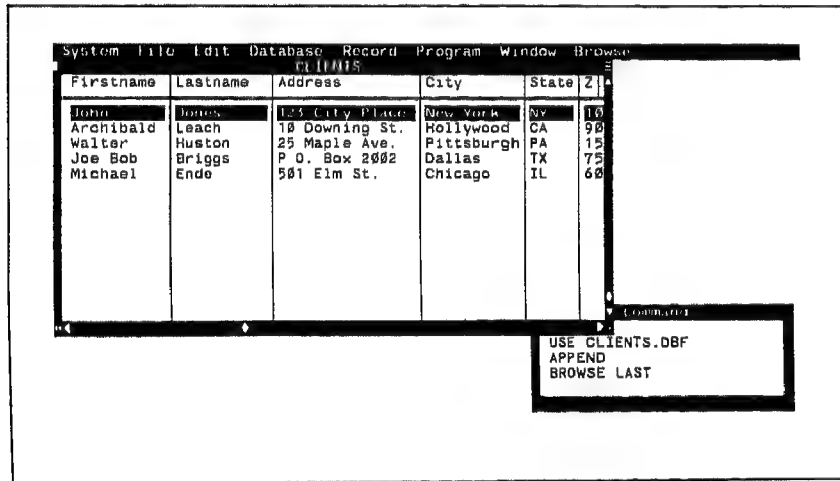 System File Edit Database Record Program Window Browse
CLIENTS
Firstname Lastname Address City State Z
John Jones 123 City Place New York NY 10
Archibald Leach 10 Downing St. Hollywood CA 90
Walter Huston 25 Maple Ave. Pittsburgh PA 15
Joe Bob Briggs P O. Box 2002 Dallas TX 75
Michael Ende 501 Elm St. Chicago IL 60
Command
USE CLIENTS.DBF
APPEND
BROWSE LAST